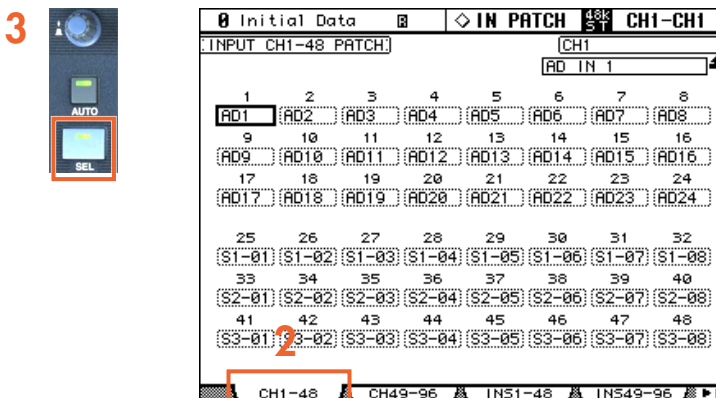 3
AUTO
SEL
0 Initial Data R ◇ IN PATCH 48K ST CH1-CH1
INPUT CH1-48 PATCH CH1
AD IN 1
1 2 3 4 5 6 7 8
AD1 AD2 AD3 AD4 AD5 AD6 AD7 AD8
9 10 11 12 13 14 15 16
AD9 AD10 AD11 AD12 AD13 AD14 AD15 AD16
17 18 19 20 21 22 23 24
AD17 AD18 AD19 AD20 AD21 AD22 AD23 AD24
25 26 27 28 29 30 31 32
S1-01 S1-02 S1-03 S1-04 S1-05 S1-06 S1-07 S1-08
33 34 35 36 37 38 39 40
S2-01 S2-02 S2-03 S2-04 S2-05 S2-06 S2-07 S2-08
41 42 43 44 45 46 47 48
S3-01 S3-02 S3-03 S3-04 S3-05 S3-06 S3-07 S3-08
2
CH1-48 CH49-96 INS1-48 INS49-96